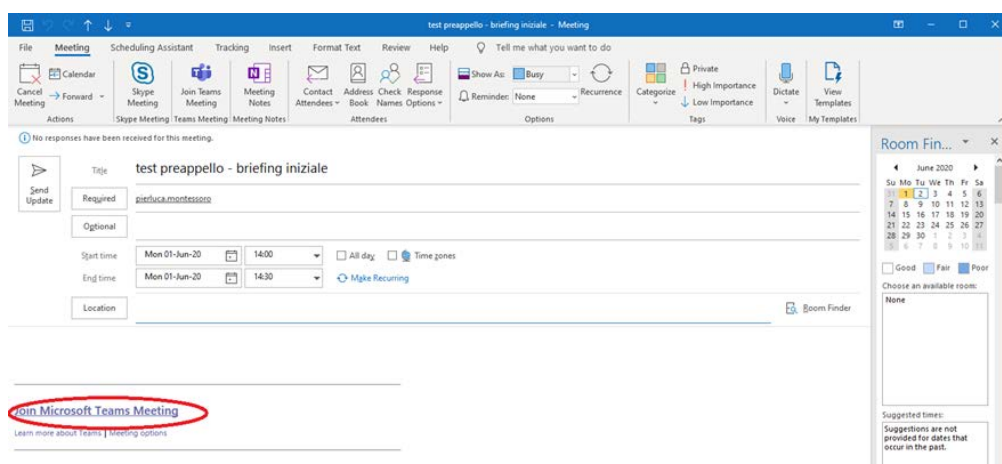 test preappello - briefing iniziale - Meeting
File Meeting Scheduling Assistant Tracking Insert Format Text Review Help Tell me what you want to do
Cancel Meeting
Calendar
Forward
Actions
Skype Meeting
Skype Meeting
Join Teams Meeting
Teams Meeting
Meeting Notes
Meeting Notes
Contact Attendees
Address Book
Check Names
Response Options
Attendees
Show As: Busy
Reminder: None
Recurrence
Options
Categorize
Private
High Importance
Low Importance
Tags
Dictate
Voice
View Templates
My Templates
No responses have been received for this meeting.
Send Update
Title test preappello - briefing iniziale
Required pierluca.montessoro
Optional
Start time Mon 01-Jun-20 14:00 All day Time zones
End time Mon 01-Jun-20 14:30 Make Recurring
Location Room Finder
Join Microsoft Teams Meeting
Learn more about Teams | Meeting options
Room Fin...
June 2020
Su Mo Tu We Th Fr Sa
31 1 2 3 4 5 6
7 8 9 10 11 12 13
14 15 16 17 18 19 20
21 22 23 24 25 26 27
28 29 30 1 2 3 4
5 6 7 8 9 10 11
Good Fair Poor
Choose an available room:
None
Suggested times:
Suggestions are not
provided for dates that
occur in the past.